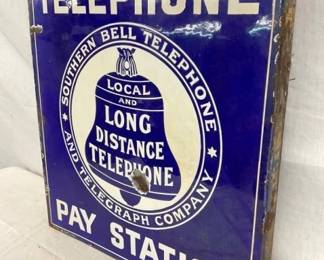 TELEPHONE
SOUTHERN BELL TELEPHONE
AND TELEGRAPH COMPANY
LOCAL
AND
LONG
DISTANCE
TELEPHONE
PAY STATI